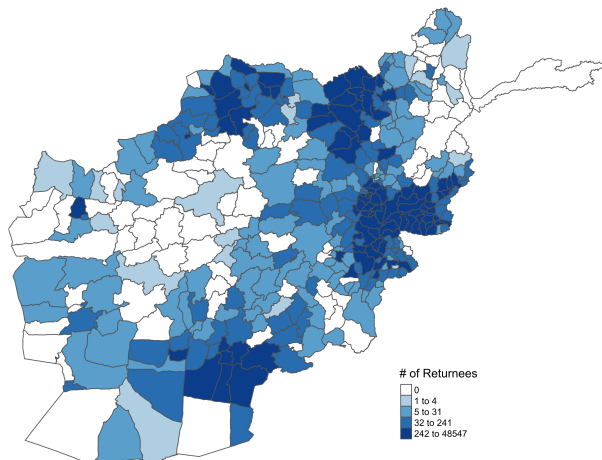 # of Returnees
0
1 to 4
5 to 31
32 to 241
242 to 48547